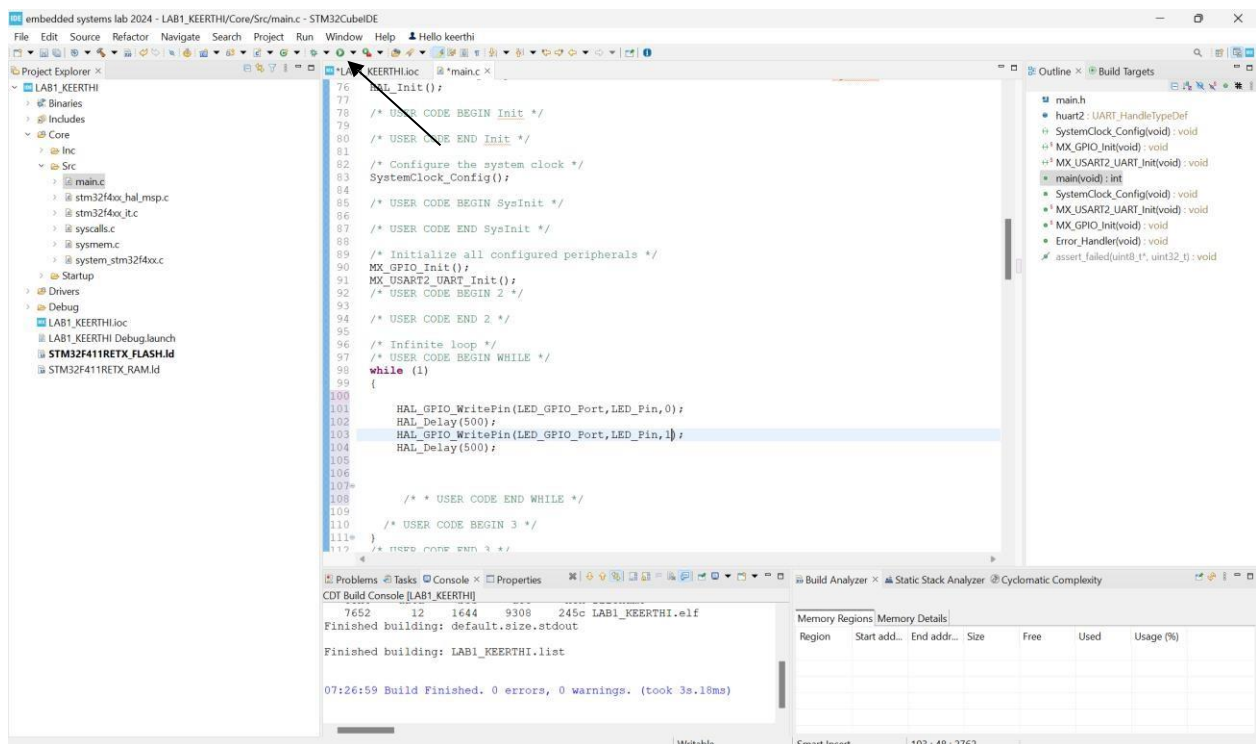 embedded systems lab 2024 - LAB1_KEERTHI/Core/Src/main.c - STM32CubeIDE
File Edit Source Refactor Navigate Search Project Run Window Help Hello keerthi
Project Explorer
LAB1_KEERTHI
Binaries
Includes
Core
Inc
Src
main.c
stm32f4xx_hal_msp.c
stm32f4xx_it.c
syscalls.c
sysmem.c
system_stm32f4xx.c
Startup
Drivers
Debug
LAB1_KEERTHI.ioc
LAB1_KEERTHI Debug.launch
STM32F411RETX_FLASH.ld
STM32F411RETX_RAM.ld
KEERTHI.ioc *main.c
76 HAL_Init();
77
78 /* USER CODE BEGIN Init */
79
80 /* USER CODE END Init */
81
82 /* Configure the system clock */
83 SystemClock_Config();
84
85 /* USER CODE BEGIN SysInit */
86
87 /* USER CODE END SysInit */
88
89 /* Initialize all configured peripherals */
90 MX_GPIO_Init();
91 MX_USART2_UART_Init();
92 /* USER CODE BEGIN 2 */
93
94 /* USER CODE END 2 */
95
96 /* Infinite loop */
97 /* USER CODE BEGIN WHILE */
98 while (1)
99 {
100
101 HAL_GPIO_WritePin(LED_GPIO_Port,LED_Pin,0);
102 HAL_Delay(500);
103 HAL_GPIO_WritePin(LED_GPIO_Port,LED_Pin,1);
104 HAL_Delay(500);
105
106
107
108 /* * USER CODE END WHILE */
109
110 /* USER CODE BEGIN 3 */
111 }
112 /* USER CODE END 3 */
Outline Build Targets
main.h
huart2 : UART_HandleTypeDef
SystemClock_Config(void) : void
MX_GPIO_Init(void) : void
MX_USART2_UART_Init(void) : void
main(void) : int
SystemClock_Config(void) : void
MX_USART2_UART_Init(void) : void
MX_GPIO_Init(void) : void
Error_Handler(void) : void
assert_failed(uint8_t*, uint32_t) : void
Problems Tasks Console Properties
CDT Build Console [LAB1_KEERTHI]
7652 12 1644 9308 245c LAB1_KEERTHI.elf
Finished building: default.size.stdout
Finished building: LAB1_KEERTHI.list
07:26:59 Build Finished. 0 errors, 0 warnings. (took 3s.18ms)
Build Analyzer Static Stack Analyzer Cyclomatic Complexity
Memory Regions Memory Details
Region Start add... End addr... Size Free Used Usage (%)
Writable Smart Insert 103 : 48 : 2762